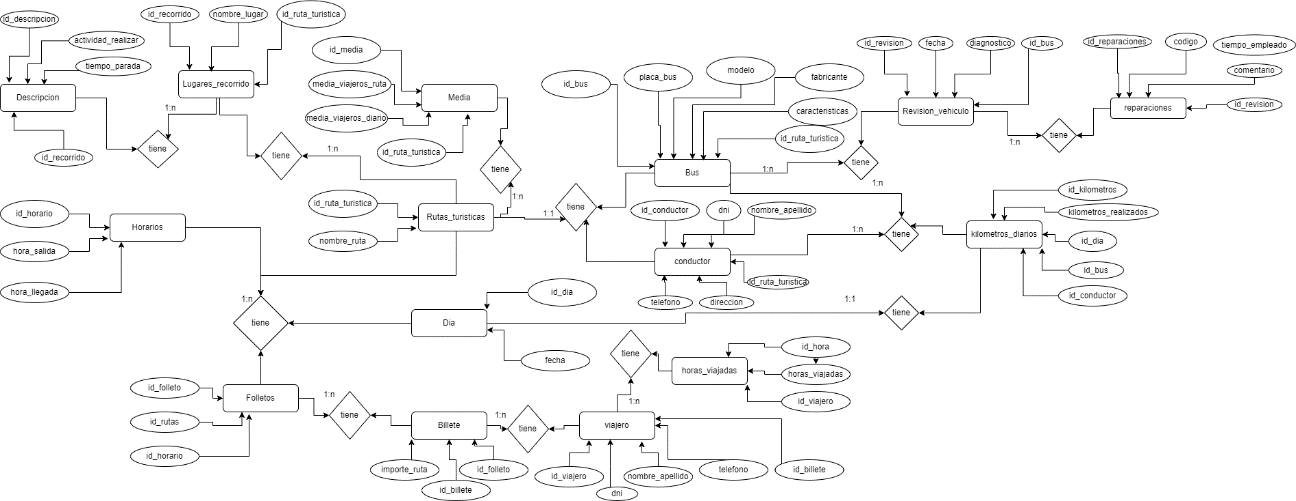 id_descripcion
id_recorrido
nombre_lugar
id_ruta_turistica
actividad_realizar
tiempo_parada
Descripcion
Lugares_recorrido
1:n
tiene
id_recorrido
id_media
media_viajeros_ruta
media_viajeros_diario
id_ruta_turistica
Media
tiene
1:n
tiene
1:n
id_ruta_turistica
nombre_ruta
Rutas_turisticas
1:1
tiene
id_bus
placa_bus
modelo
fabricante
caracteristicas
id_ruta_turistica
Bus
1:n
tiene
1:n
id_revision
fecha
diagnostico
id_bus
Revision_vehiculo
1:n
tiene
id_reparaciones
codigo
tiempo_empleado
comentario
id_revision
reparaciones
id_horario
hora_salida
hora_llegada
Horarios
id_conductor
dni
nombre_apellido
conductor
id_ruta_turistica
telefono
direccion
1:n
tiene
id_kilometros
kilometros_realizados
id_dia
id_bus
id_conductor
kilometros_diarios
1:n
tiene
id_dia
Dia
fecha
1:1
tiene
id_folleto
id_rutas
id_horario
Folletos
1:n
tiene
Billete
importe_ruta
id_billete
id_folleto
1:n
tiene
viajero
id_viajero
dni
nombre_apellido
telefono
id_billete
1:n
tiene
horas_viajadas
id_hora
horas_viajadas
id_viajero